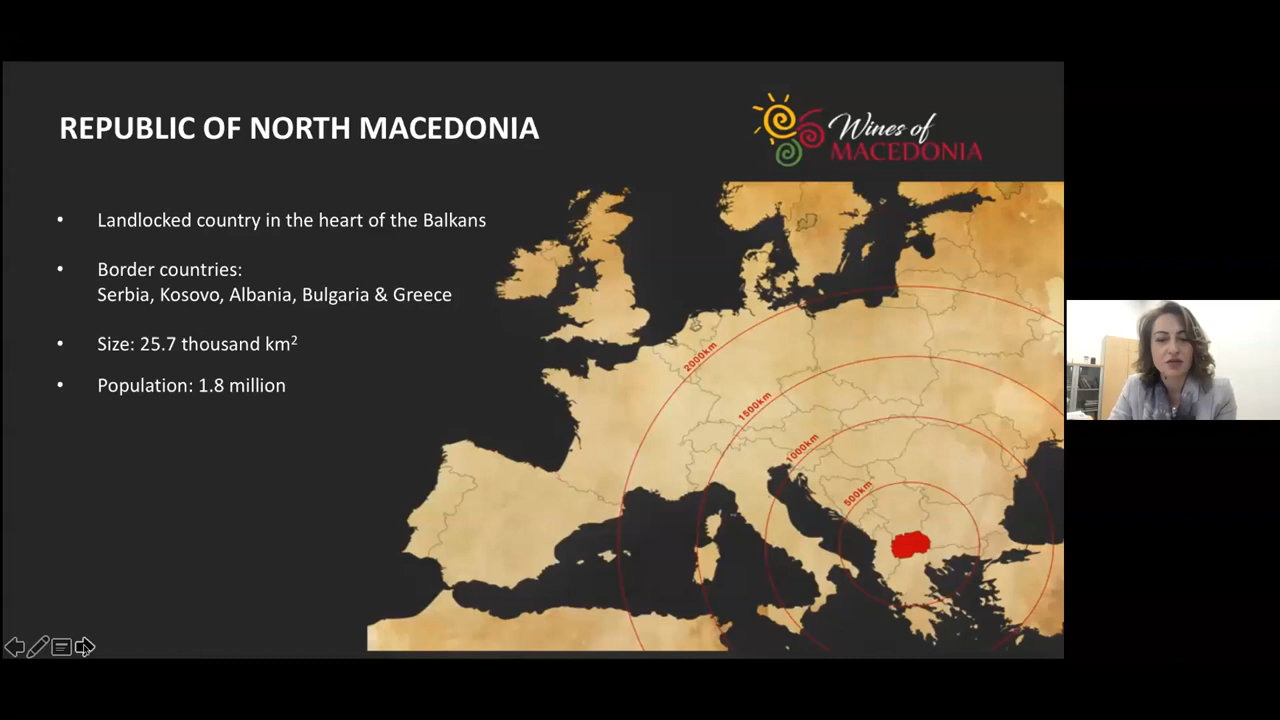 REPUBLIC OF NORTH MACEDONIA
Wines of
MACEDONIA
• Landlocked country in the heart of the Balkans
• Border countries:
Serbia, Kosovo, Albania, Bulgaria & Greece
• Size: 25.7 thousand km²
• Population: 1.8 million
2000km
1500km
1000km
500km